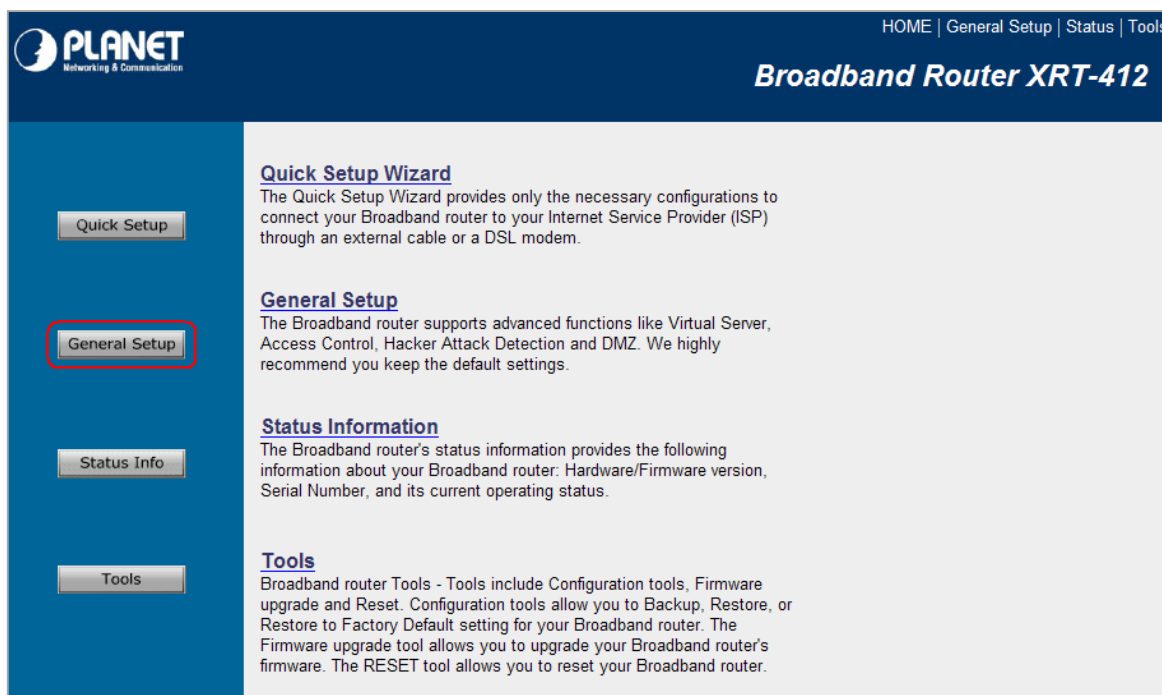 PLANET
Networking & Communication
HOME | General Setup | Status | Tools
Broadband Router XRT-412
Quick Setup
Quick Setup Wizard
The Quick Setup Wizard provides only the necessary configurations to
connect your Broadband router to your Internet Service Provider (ISP)
through an external cable or a DSL modem.
General Setup
General Setup
The Broadband router supports advanced functions like Virtual Server,
Access Control, Hacker Attack Detection and DMZ. We highly
recommend you keep the default settings.
Status Info
Status Information
The Broadband router's status information provides the following
information about your Broadband router: Hardware/Firmware version,
Serial Number, and its current operating status.
Tools
Tools
Broadband router Tools - Tools include Configuration tools, Firmware
upgrade and Reset. Configuration tools allow you to Backup, Restore, or
Restore to Factory Default setting for your Broadband router. The
Firmware upgrade tool allows you to upgrade your Broadband router's
firmware. The RESET tool allows you to reset your Broadband router.